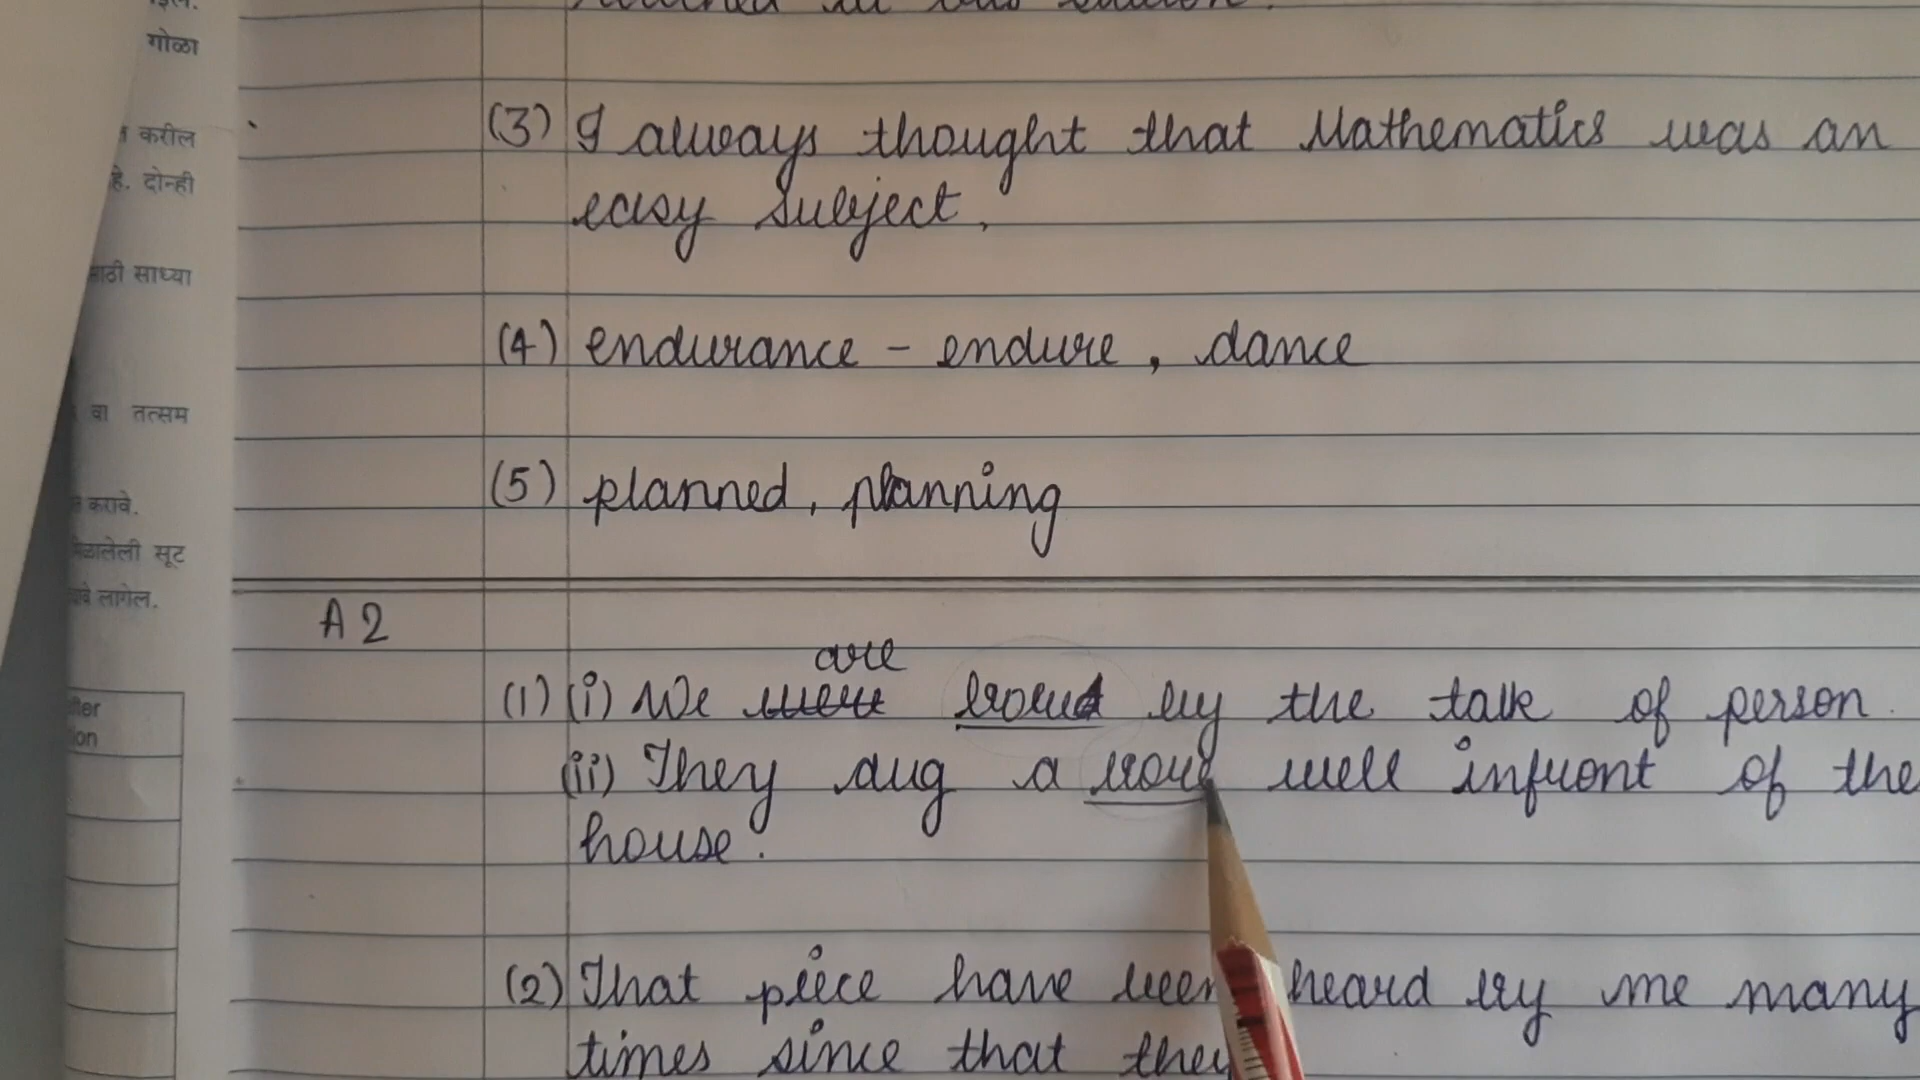 गोळा
करील
हे. दोन्ही
साध्या
वा तत्सम
करावे.
सूट
लागेल.
(3) I always thought that Mathematics was an
easy subject.
(4) endurance - endure, dance
(5) planned, planning
A2
are
(1) (i) We were bored by the talk of person.
(ii) They dug a bore well infront of the
house.
(2) That piece have been heard by me many
times since that